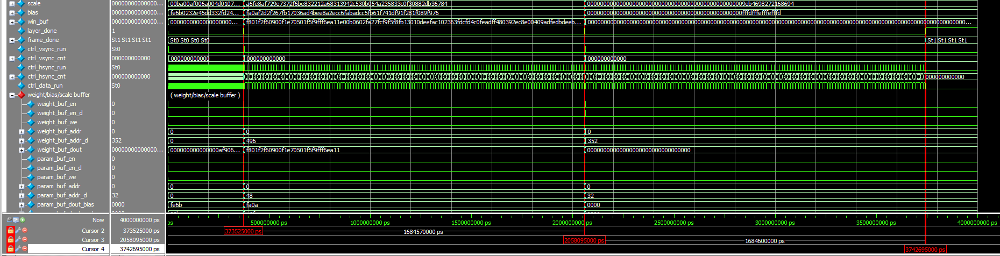 scale 00000000000000... 00ba00af006a004d0107... a6fe8af729e7372f6be832212a68313942c530b054a235833c0f30882db36784 000000000000000000000000000000000000000000000000009eb4698272168694
bias 00000000000000... fe6b0232e45dd332fd24... fa0af2d2f267fb17036ad4bee8a2ecc6fabadcc5fb61f741df91f281f089f976 000000000000000000000000000000000000000000000000fffdfffefffefffd
win_buf 00000000000000... 00000000000000000000... f801f2f60900f1e70501f5f9fff6ea11e00b0602fa27fcf9f5f8fb13010deefac102363fdcfd4c0feadff480392ec8e00409adfedbdeeb...
layer_done 1
frame_done St1 St1 St1 St1 St0 St0 St0 St0 St1 St1 St1 St1
ctrl_vsync_run St0
ctrl_vsync_cnt 000000000000 000000000000 000000000000 000000000000
ctrl_hsync_run St0
ctrl_hsync_cnt 000000000000 000000000000
ctrl_data_run St0
weight/bias/scale buffer ( weight/bias/scale buffer )
weight_buf_en 0
weight_buf_en_d 0
weight_buf_we 0
weight_buf_addr 0 0 0 0
weight_buf_addr_d 352 0 496 352
weight_buf_dout 00000000000000... 00000000000000af906... f801f2f60900f1e70501f5f9fff6ea11 00000000000000000000000000000000
param_buf_en 0
param_buf_en_d 0
param_buf_we 0
param_buf_addr 0 0 0 0
param_buf_addr_d 32 0 48 32
param_buf_dout_bias 0000 fe6b fa0a 0000
Now 4000000000 ps ps 500000000 ps 1000000000 ps 1500000000 ps 2000000000 ps 2500000000 ps 3000000000 ps 3500000000 ps 4000000000 ps
Cursor 2 373525000 ps 373525000 ps 1684570000 ps
Cursor 3 2058095000 ps 2058095000 ps 1684600000 ps
Cursor 4 3742695000 ps 3742695000 ps